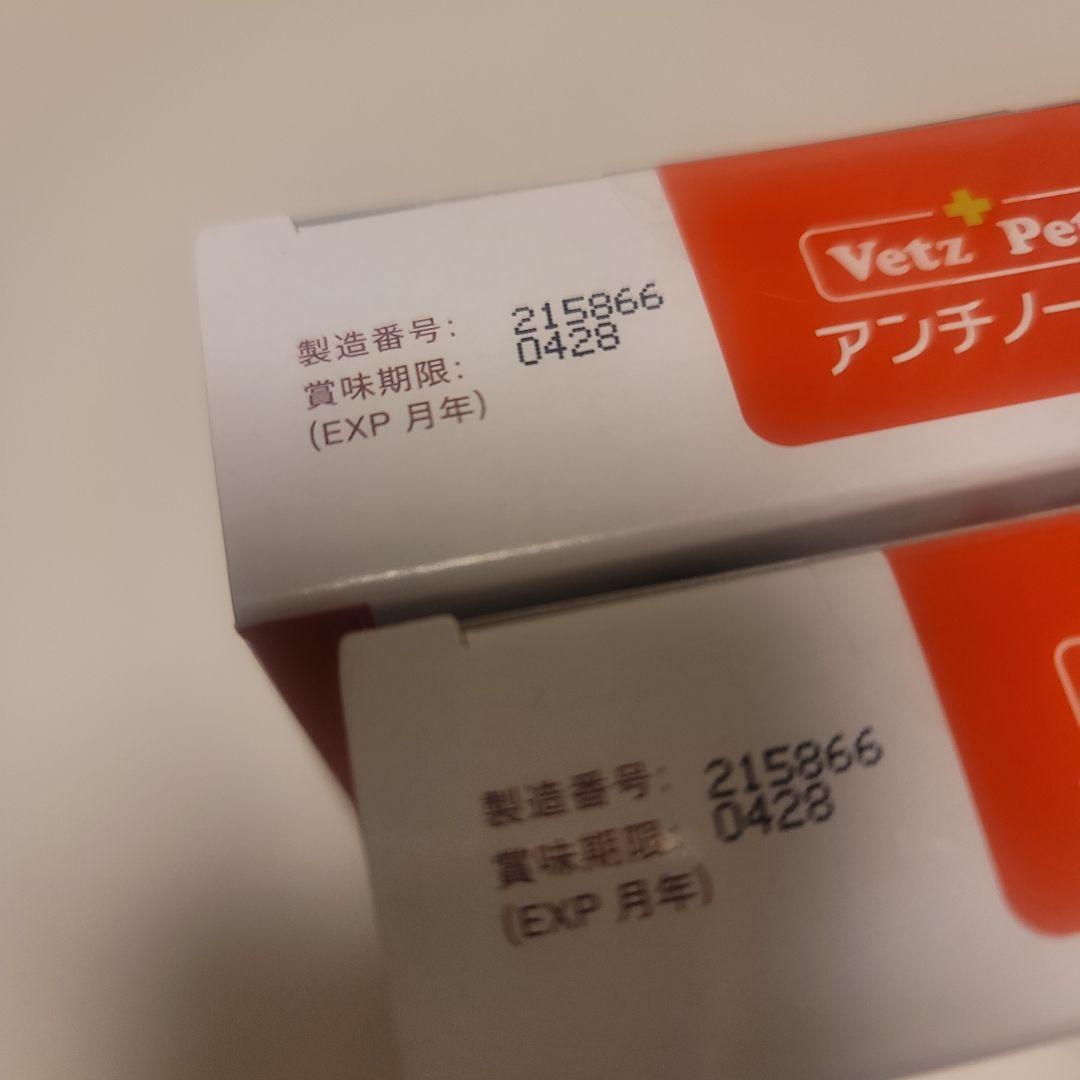 製造番号: 215866
賞味期限: 0428
(EXP 月年)
Vetz Pet
アンチノー
製造番号: 215866
賞味期限: 0428
(EXP 月年)